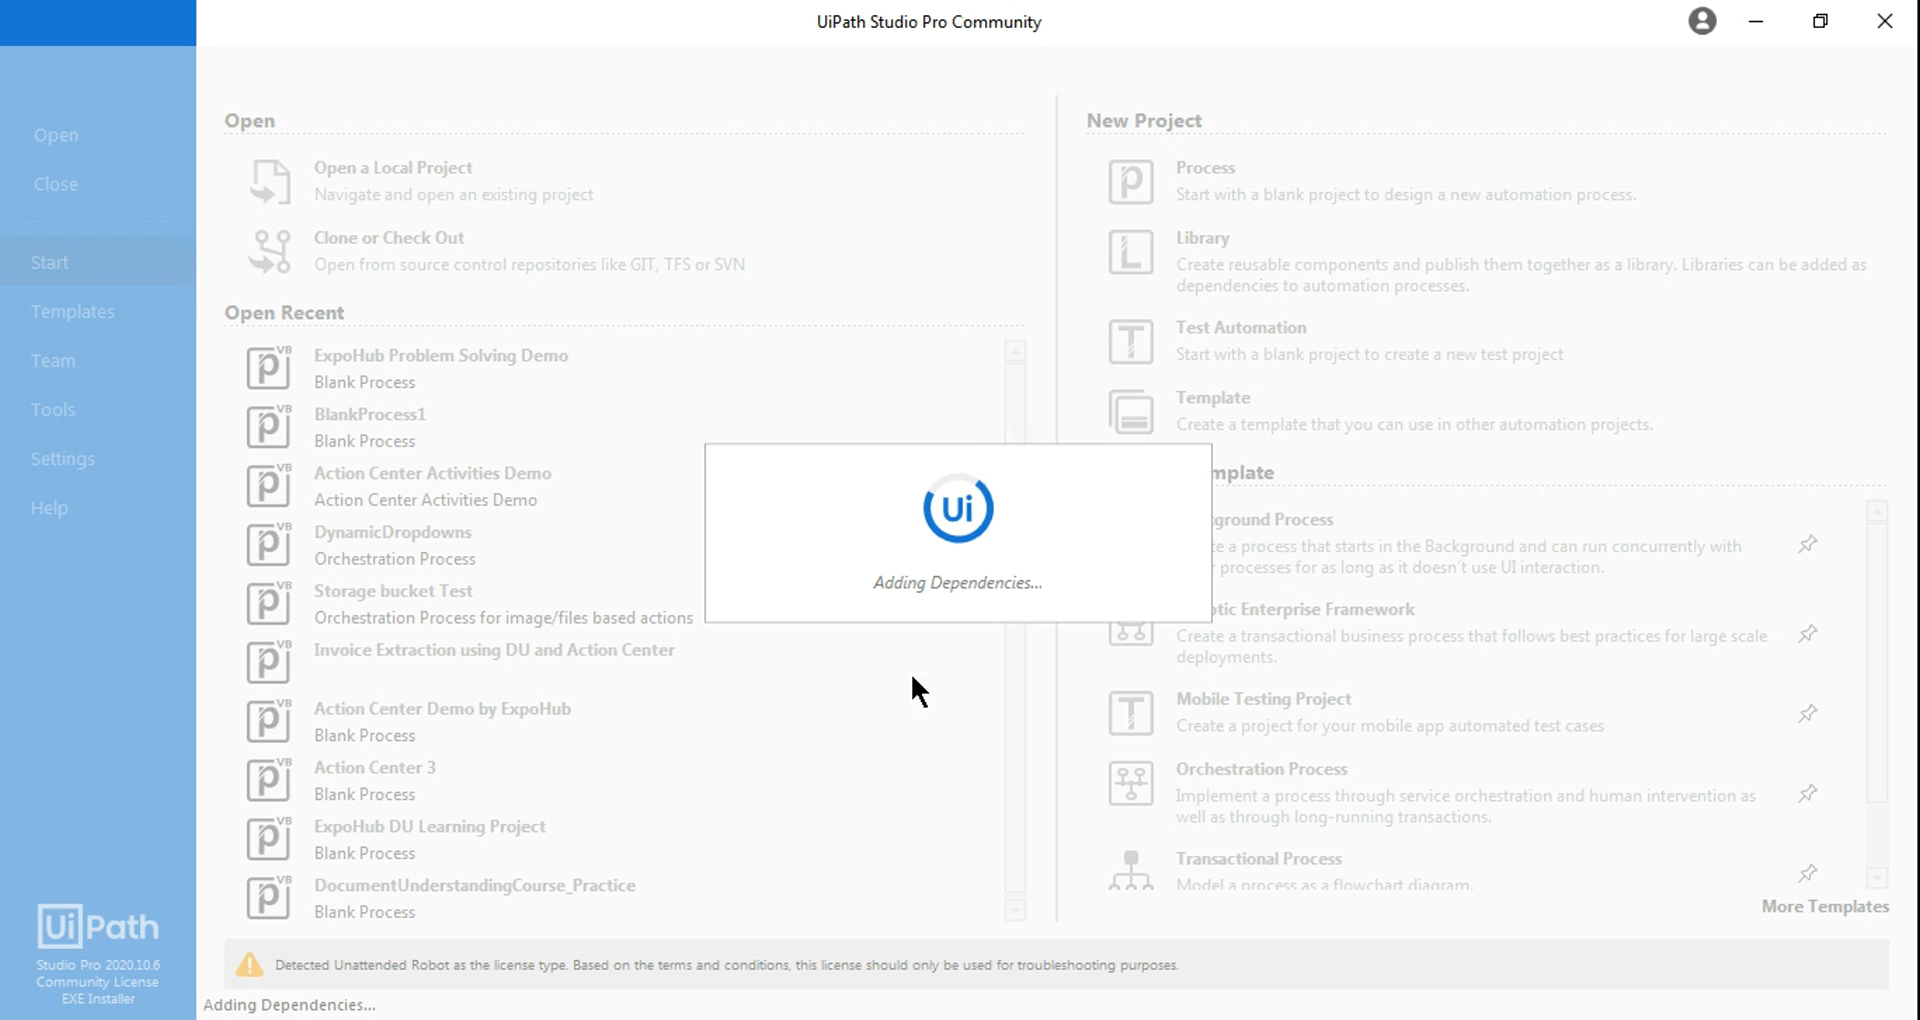 UiPath Studio Pro Community
Open
Close
Start
Templates
Team
Tools
Settings
Help
UiPath
Studio Pro 2020.10.6
Community License
EXE Installer
Open
Open a Local Project
Navigate and open an existing project
Clone or Check Out
Open from source control repositories like GIT, TFS or SVN
Open Recent
VB
ExpoHub Problem Solving Demo
Blank Process
VB
BlankProcess1
Blank Process
VB
Action Center Activities Demo
Action Center Activities Demo
VB
DynamicDropdowns
Orchestration Process
VB
Storage bucket Test
Orchestration Process for image/files based actions
VB
Invoice Extraction using DU and Action Center
VB
Action Center Demo by ExpoHub
Blank Process
VB
Action Center 3
Blank Process
VB
ExpoHub DU Learning Project
Blank Process
VB
DocumentUnderstandingCourse_Practice
Blank Process
Ui
Adding Dependencies...
New Project
Process
Start with a blank project to design a new automation process.
Library
Create reusable components and publish them together as a library. Libraries can be added as
dependencies to automation processes.
Test Automation
Start with a blank project to create a new test project
Template
Create a template that you can use in other automation projects.
mplate
ground Process
te a process that starts in the Background and can run concurrently with
processes for as long as it doesn't use UI interaction.
otic Enterprise Framework
Create a transactional business process that follows best practices for large scale
deployments.
Mobile Testing Project
Create a project for your mobile app automated test cases
Orchestration Process
Implement a process through service orchestration and human intervention as
well as through long-running transactions.
Transactional Process
Model a process as a flowchart diagram.
More Templates
Detected Unattended Robot as the license type. Based on the terms and conditions, this license should only be used for troubleshooting purposes.
Adding Dependencies...